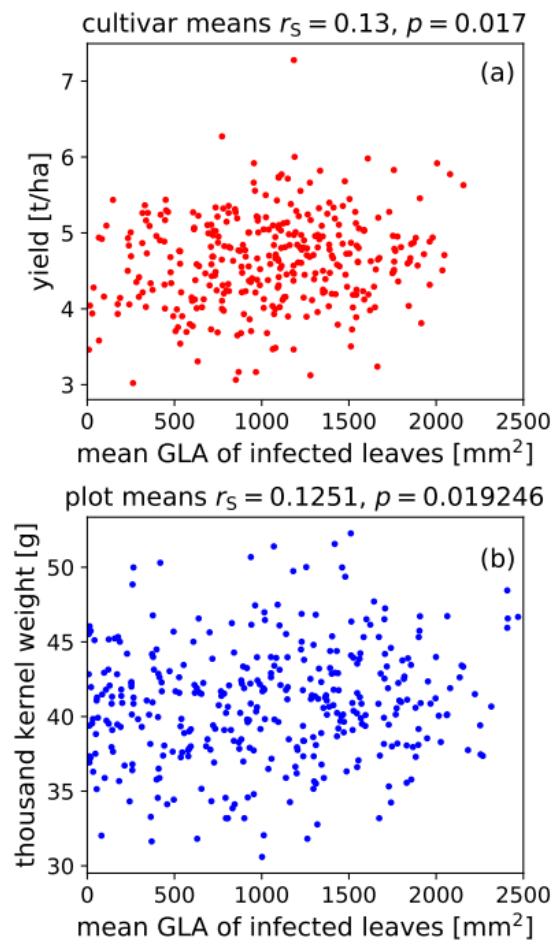 cultivar means rS = 0.13, p = 0.017
(a)
7
6
5
4
3
yield [t/ha]
0 500 1000 1500 2000 2500
mean GLA of infected leaves [mm²]
plot means rS = 0.1251, p = 0.019246
(b)
50
45
40
35
30
thousand kernel weight [g]
0 500 1000 1500 2000 2500
mean GLA of infected leaves [mm²]